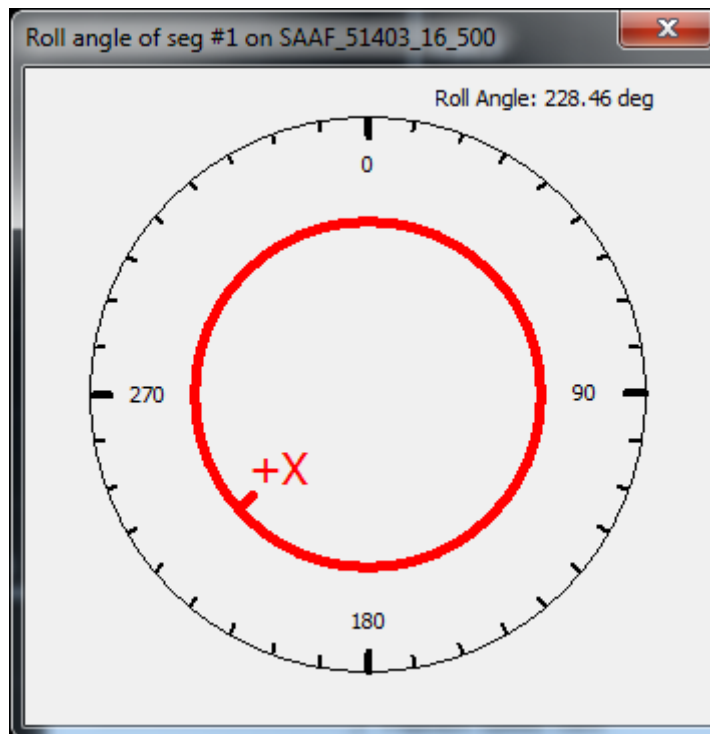 Roll angle of seg #1 on SAAF_51403_16_500
Roll Angle: 228.46 deg
0
270
90
+X
180